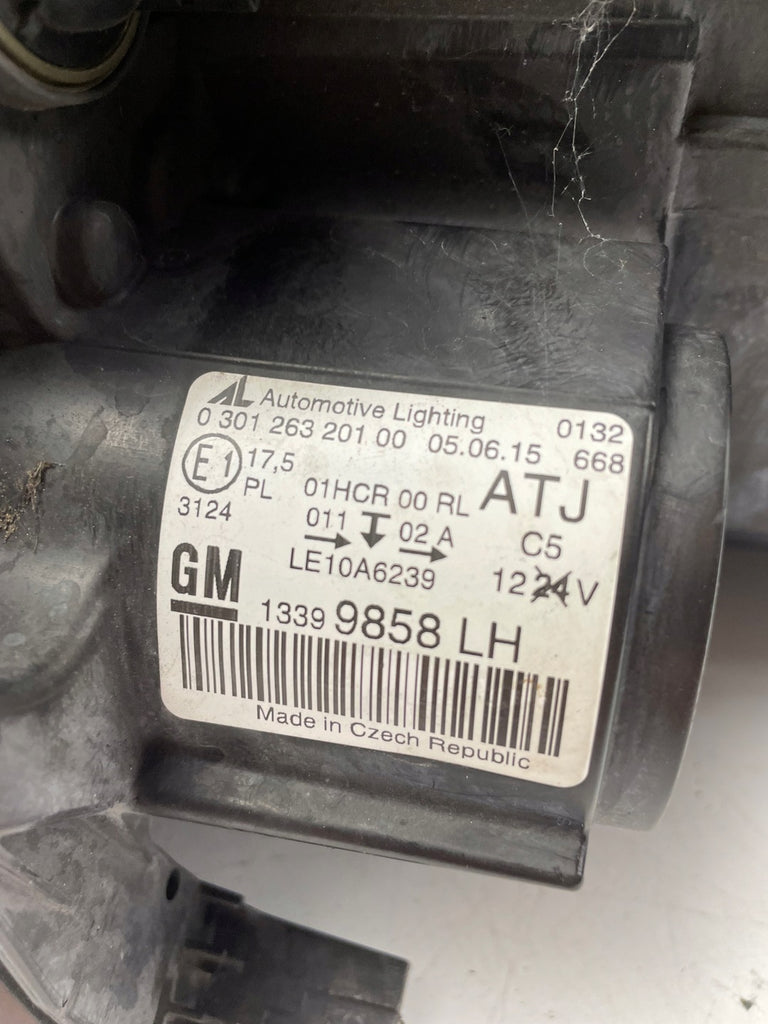 AL Automotive Lighting 0132
0 301 263 201 00 05.06.15 668
E1 17,5 PL 01HCR 00 RL ATJ
3124 011 02 A C5
LE10A6239 12 24 V
GM
1339 9858 LH
Made in Czech Republic